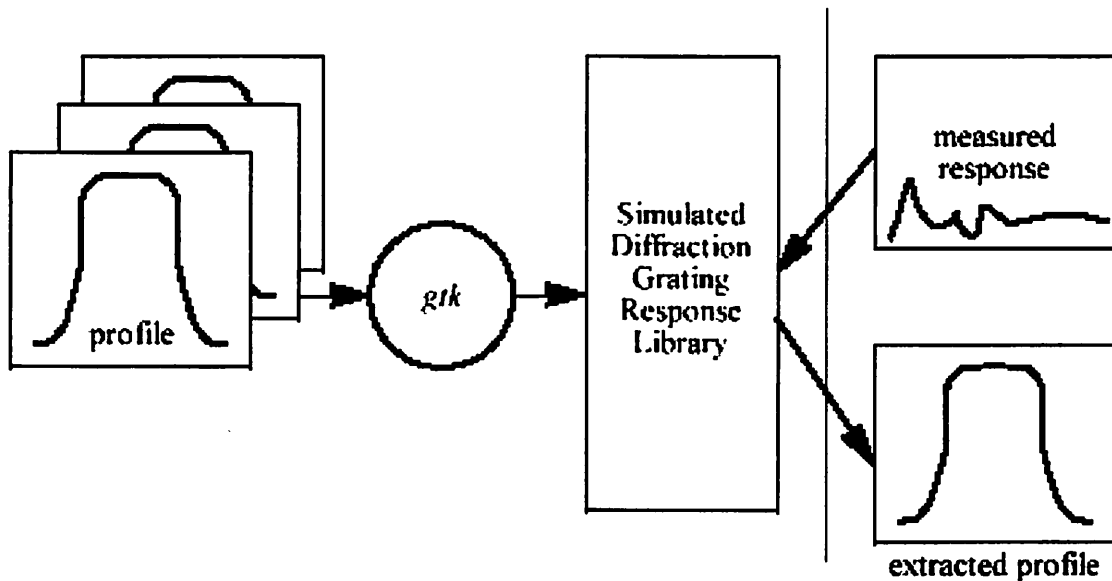 profile
gtk
Simulated
Diffraction
Grating
Response
Library
measured
response
extracted profile